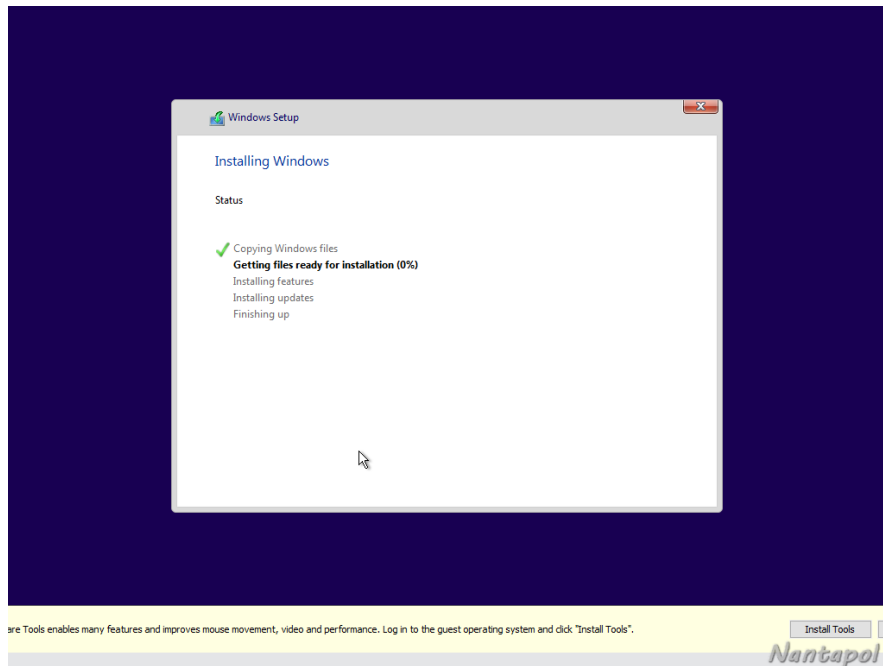 Windows Setup
Installing Windows
Status
Copying Windows files
Getting files ready for installation (0%)
Installing features
Installing updates
Finishing up
are Tools enables many features and improves mouse movement, video and performance. Log in to the guest operating system and click "Install Tools".
Install Tools
Nantapol